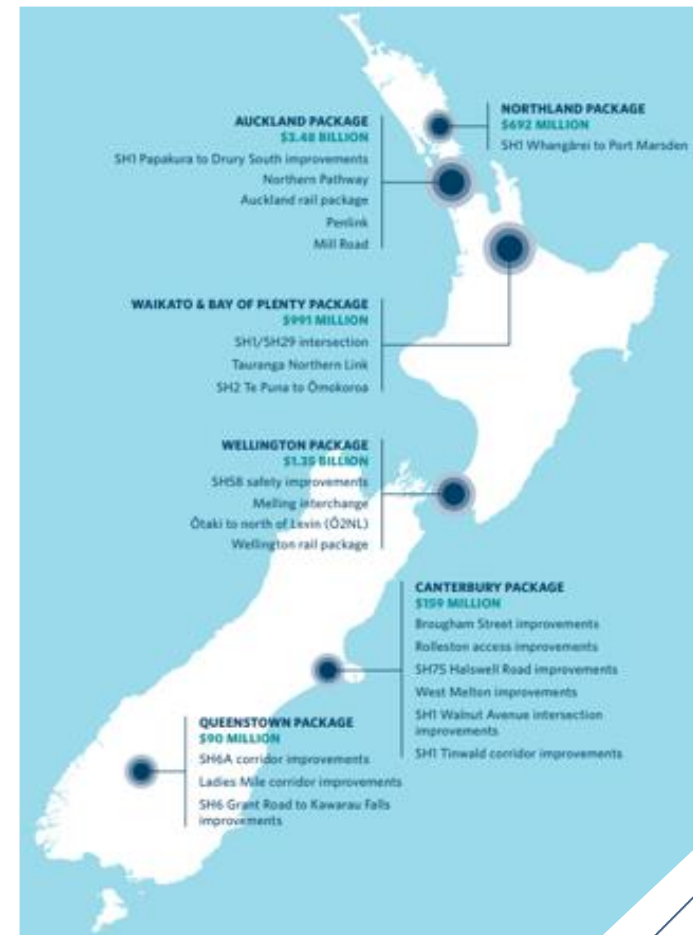 NORTHLAND PACKAGE
$692 MILLION
SH1 Whangārei to Port Marsden
AUCKLAND PACKAGE
$3.48 BILLION
SH1 Papakura to Drury South improvements
Northern Pathway
Auckland rail package
Penlink
Mill Road
WAIKATO & BAY OF PLENTY PACKAGE
$991 MILLION
SH1/SH29 intersection
Tauranga Northern Link
SH2 Te Puna to Ōmokoroa
WELLINGTON PACKAGE
$1.35 BILLION
SH58 safety improvements
Melling interchange
Ōtaki to north of Levin (Ō2NL)
Wellington rail package
CANTERBURY PACKAGE
$159 MILLION
Brougham Street improvements
Rolleston access improvements
SH75 Halswell Road improvements
West Melton improvements
SH1 Walnut Avenue intersection
improvements
SH1 Tinwald corridor improvements
QUEENSTOWN PACKAGE
$90 MILLION
SH6A corridor improvements
Ladies Mile corridor improvements
SH6 Grant Road to Kawarau Falls
improvements